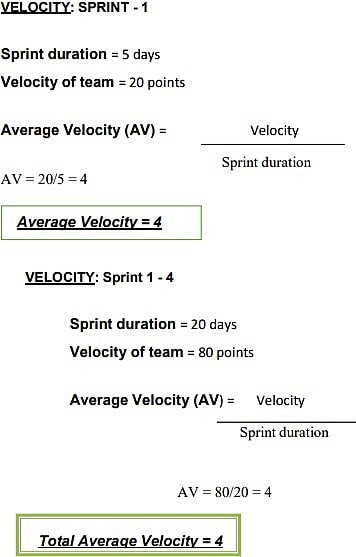 VELOCITY: SPRINT - 1
Sprint duration = 5 days
Velocity of team = 20 points
Average Velocity (AV) = Velocity
Sprint duration
AV = 20/5 = 4
Average Velocity = 4
VELOCITY: Sprint 1 - 4
Sprint duration = 20 days
Velocity of team = 80 points
Average Velocity (AV) = Velocity
Sprint duration
AV = 80/20 = 4
Total Average Velocity = 4